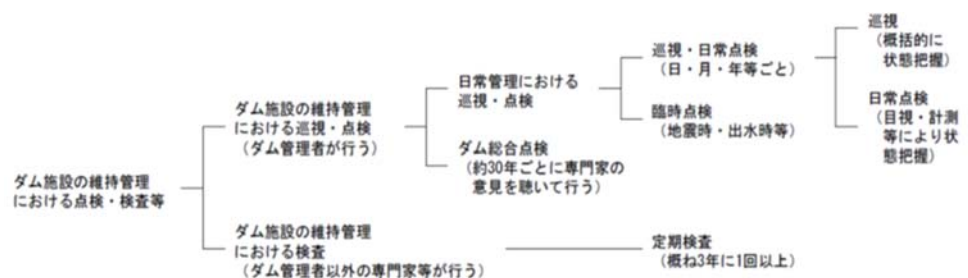 ダム施設の維持管理
における点検・検査等
ダム施設の維持管理
における巡視・点検
(ダム管理者が行う)
日常管理における
巡視・点検
巡視・日常点検
(日・月・年等ごと)
巡視
(概括的に
状態把握)
日常点検
(目視・計測
等により状
態把握)
臨時点検
(地震時・出水時等)
ダム総合点検
(約30年ごとに専門家の
意見を聴いて行う)
ダム施設の維持管理
における検査
(ダム管理者以外の専門家等が行う)
定期検査
(概ね3年に1回以上)